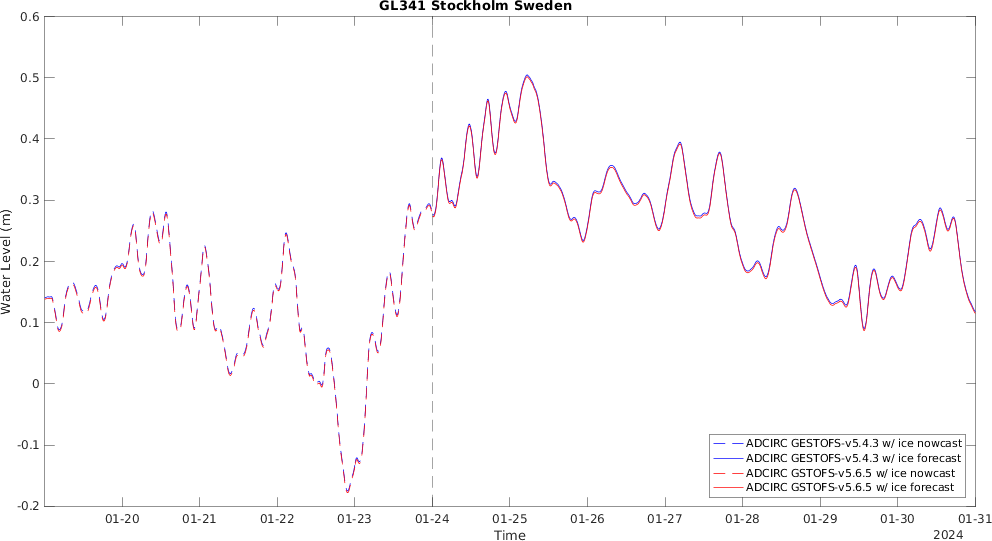 GL341 Stockholm Sweden
0.6
0.5
0.4
0.3
0.2
0.1
0
-0.1
-0.2
Water Level (m)
ADCIRC GESTOFS-v5.4.3 w/ ice nowcast
ADCIRC GESTOFS-v5.4.3 w/ ice forecast
ADCIRC GSTOFS-v5.6.5 w/ ice nowcast
ADCIRC GSTOFS-v5.6.5 w/ ice forecast
01-20 01-21 01-22 01-23 01-24 01-25 01-26 01-27 01-28 01-29 01-30 01-31
Time
2024